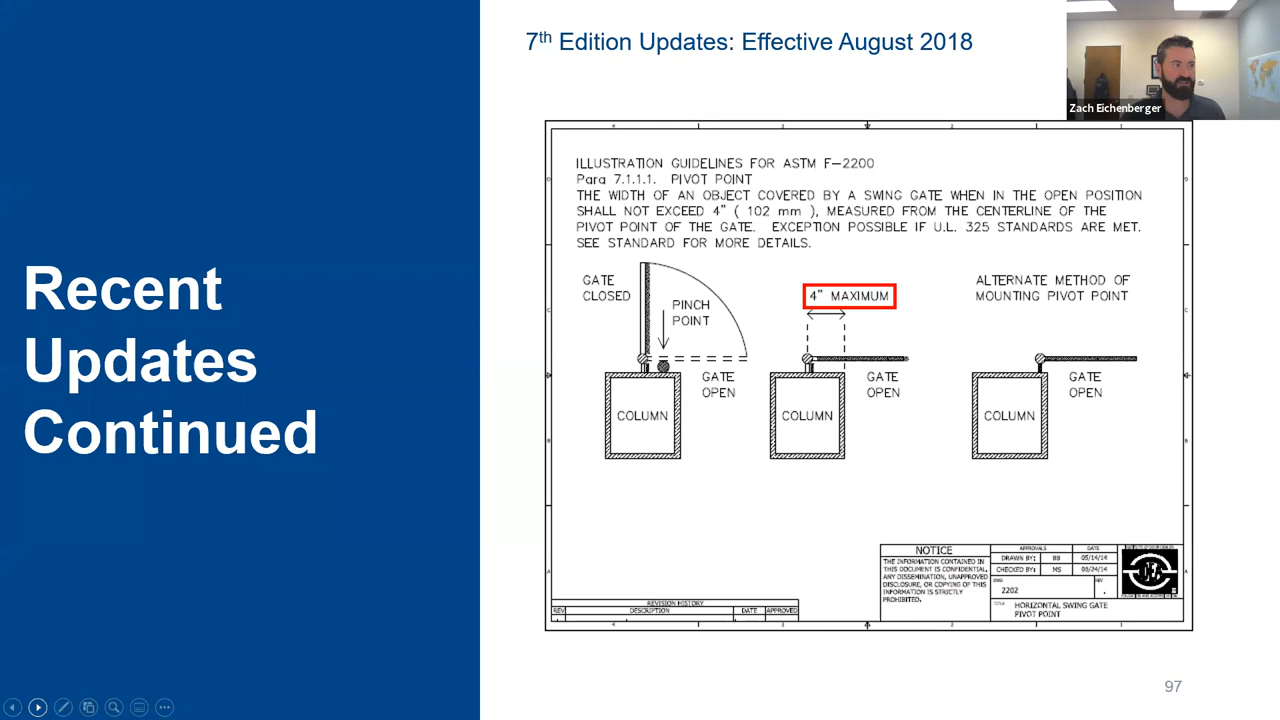 7th Edition Updates: Effective August 2018
Zach Eichenberger
Recent
Updates
Continued
ILLUSTRATION GUIDELINES FOR ASTM F-2200
Para 7.1.1.1. PIVOT POINT
THE WIDTH OF AN OBJECT COVERED BY A SWING GATE WHEN IN THE OPEN POSITION
SHALL NOT EXCEED 4" ( 102 mm ), MEASURED FROM THE CENTERLINE OF THE
PIVOT POINT OF THE GATE. EXCEPTION POSSIBLE IF U.L. 325 STANDARDS ARE MET.
SEE STANDARD FOR MORE DETAILS.
GATE
CLOSED
PINCH
POINT
GATE
OPEN
COLUMN
4" MAXIMUM
GATE
OPEN
COLUMN
ALTERNATE METHOD OF
MOUNTING PIVOT POINT
GATE
OPEN
COLUMN
NOTICE
THE INFORMATION CONTAINED IN
THIS DOCUMENT IS CONFIDENTIAL.
ANY DISSEMINATION, UNAPPROVED
DISCLOSURE, OR COPYING OF THIS
INFORMATION IS STRICTLY
PROHIBITED.
APPROVALS DATE
DRAWN BY: BB 05/14/14
CHECKED BY: MS
DWG
2202
REV
TITLE
HORIZONTAL SWING GATE
PIVOT POINT
REVISION HISTORY
REV DESCRIPTION DATE APPROVED
97